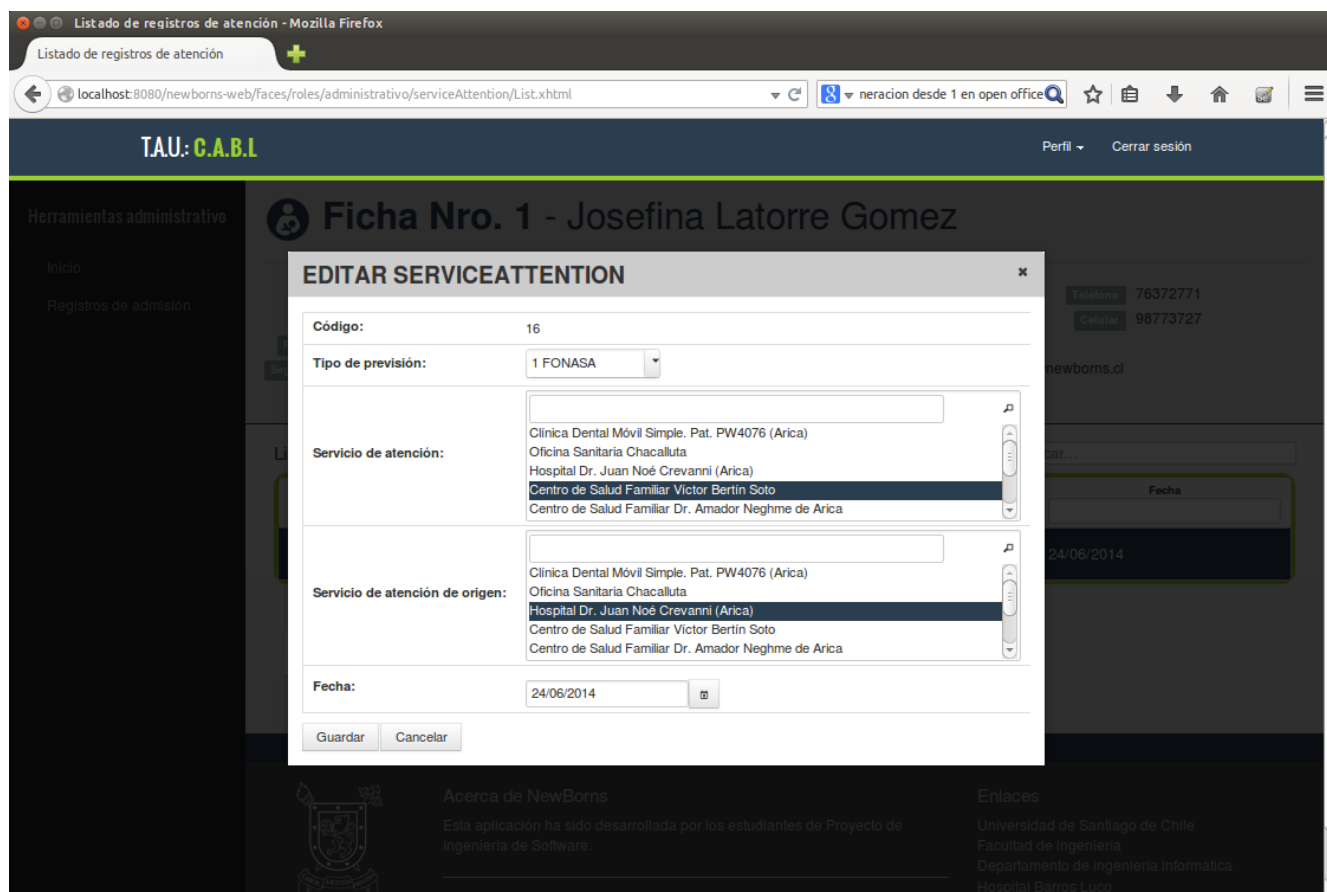 Listado de registros de atención - Mozilla Firefox
Listado de registros de atención
localhost:8080/newborns-web/faces/roles/administrativo/serviceAttention/List.xhtml
8 neracion desde 1 en open office
T.A.U.: C.A.B.L
Perfil
Cerrar sesión
Herramientas administrativo
Inicio
Registros de admisión
Ficha Nro. 1 - Josefina Latorre Gomez
Teléfono 76372771
Celular 98773727
newborns.cl
EDITAR SERVICEATTENTION
Código: 16
Tipo de previsión: 1 FONASA
Servicio de atención:
Clínica Dental Móvil Simple. Pat. PW4076 (Arica)
Oficina Sanitaria Chacalluta
Hospital Dr. Juan Noé Crevanni (Arica)
Centro de Salud Familiar Víctor Bertín Soto
Centro de Salud Familiar Dr. Amador Neghme de Arica
Servicio de atención de origen:
Clínica Dental Móvil Simple. Pat. PW4076 (Arica)
Oficina Sanitaria Chacalluta
Hospital Dr. Juan Noé Crevanni (Arica)
Centro de Salud Familiar Víctor Bertín Soto
Centro de Salud Familiar Dr. Amador Neghme de Arica
Fecha: 24/06/2014
Guardar
Cancelar
Fecha
24/06/2014
Acerca de NewBorns
Esta aplicación ha sido desarrollada por los estudiantes de Proyecto de
Ingeniería de Software.
Enlaces
Universidad de Santiago de Chile
Facultad de ingeniería
Departamento de ingeniería informática
Hospital Barros Luco